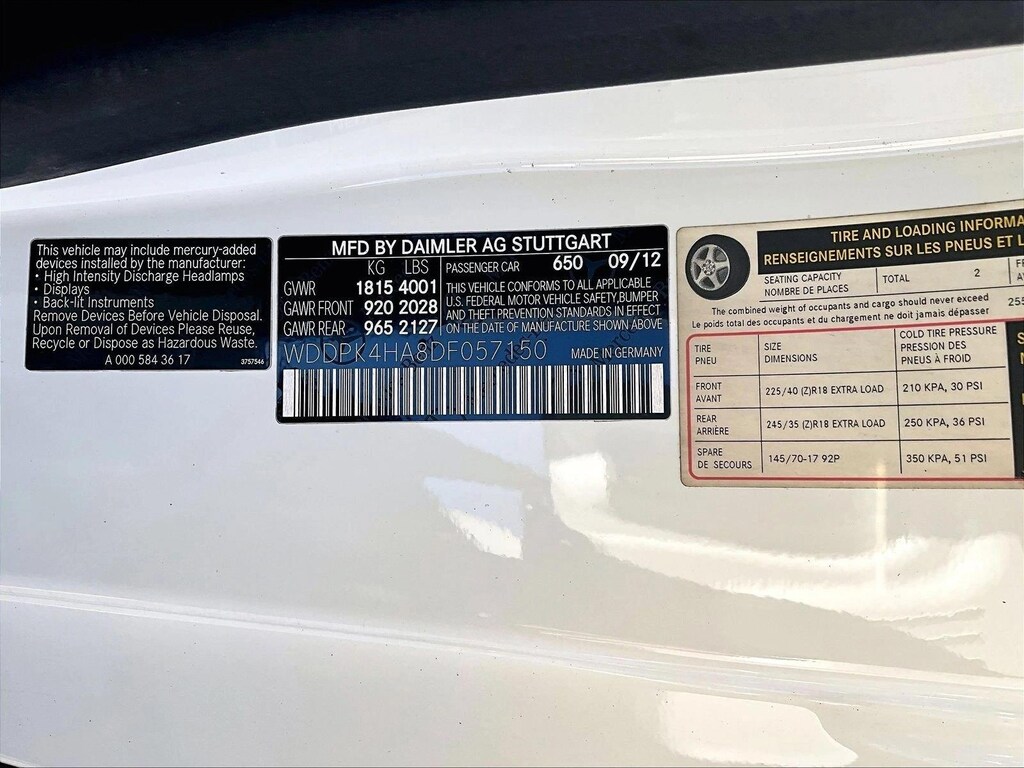 This vehicle may include mercury-added
devices installed by the manufacturer:
• High Intensity Discharge Headlamps
• Displays
• Back-lit Instruments
Remove Devices Before Vehicle Disposal.
Upon Removal of Devices Please Reuse,
Recycle or Dispose as Hazardous Waste.
A 000 584 36 17
3757546
MFD BY DAIMLER AG STUTTGART
KG LBS
GVWR 1815 4001
GAWR FRONT 920 2028
GAWR REAR 965 2127
PASSENGER CAR 650 09/12
THIS VEHICLE CONFORMS TO ALL APPLICABLE
U.S. FEDERAL MOTOR VEHICLE SAFETY,BUMPER
AND THEFT PREVENTION STANDARDS IN EFFECT
ON THE DATE OF MANUFACTURE SHOWN ABOVE
WDDPK4HA8DF057150 MADE IN GERMANY
TIRE AND LOADING INFORMA
RENSEIGNEMENTS SUR LES PNEUS ET L
SEATING CAPACITY
NOMBRE DE PLACES
TOTAL 2
The combined weight of occupants and cargo should never exceed
Le poids total des occupants et du chargement ne doit jamais dépasser
TIRE
PNEU
SIZE
DIMENSIONS
COLD TIRE PRESSURE
PRESSION DES
PNEUS À FROID
FRONT
AVANT
225/40 (Z)R18 EXTRA LOAD
210 KPA, 30 PSI
REAR
ARRIÈRE
245/35 (Z)R18 EXTRA LOAD
250 KPA, 36 PSI
SPARE
DE SECOURS
145/70-17 92P
350 KPA, 51 PSI